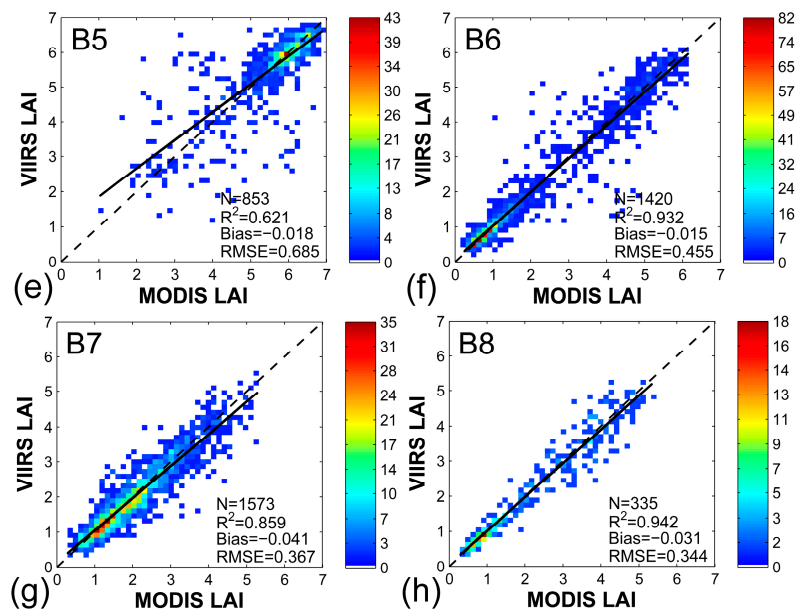 B5
7
6
5
4
3
2
1
0
VIIRS LAI
N=853
R²=0.621
Bias=−0.018
RMSE=0.685
0 1 2 3 4 5 6 7
MODIS LAI
(e)
43
39
34
30
26
21
17
13
9
4
0
B6
7
6
5
4
3
2
1
0
VIIRS LAI
N=1420
R²=0.932
Bias=−0.015
RMSE=0.455
0 1 2 3 4 5 6 7
MODIS LAI
(f)
82
74
66
57
49
41
33
25
16
8
0
B7
7
6
5
4
3
2
1
0
VIIRS LAI
N=1573
R²=0.859
Bias=−0.041
RMSE=0.367
0 1 2 3 4 5 6 7
MODIS LAI
(g)
35
31
28
24
21
17
14
10
7
3
0
B8
7
6
5
4
3
2
1
0
VIIRS LAI
N=335
R²=0.942
Bias=−0.031
RMSE=0.344
0 1 2 3 4 5 6 7
MODIS LAI
(h)
18
16
14
13
11
9
7
5
4
2
0